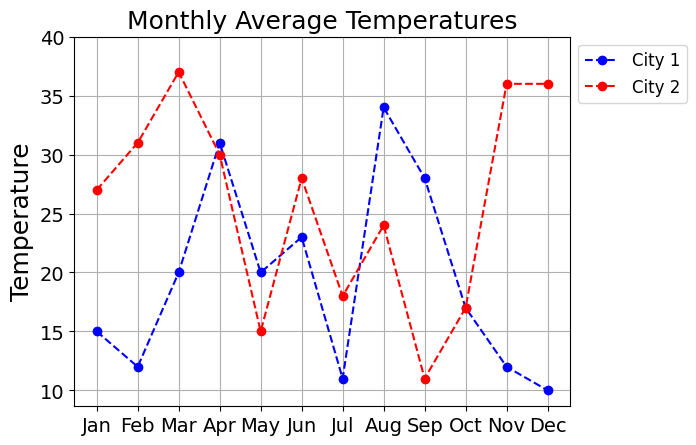 Monthly Average Temperatures
40
35
30
25
20
15
10
Temperature
Jan Feb Mar Apr May Jun Jul Aug Sep Oct Nov Dec
City 1
City 2